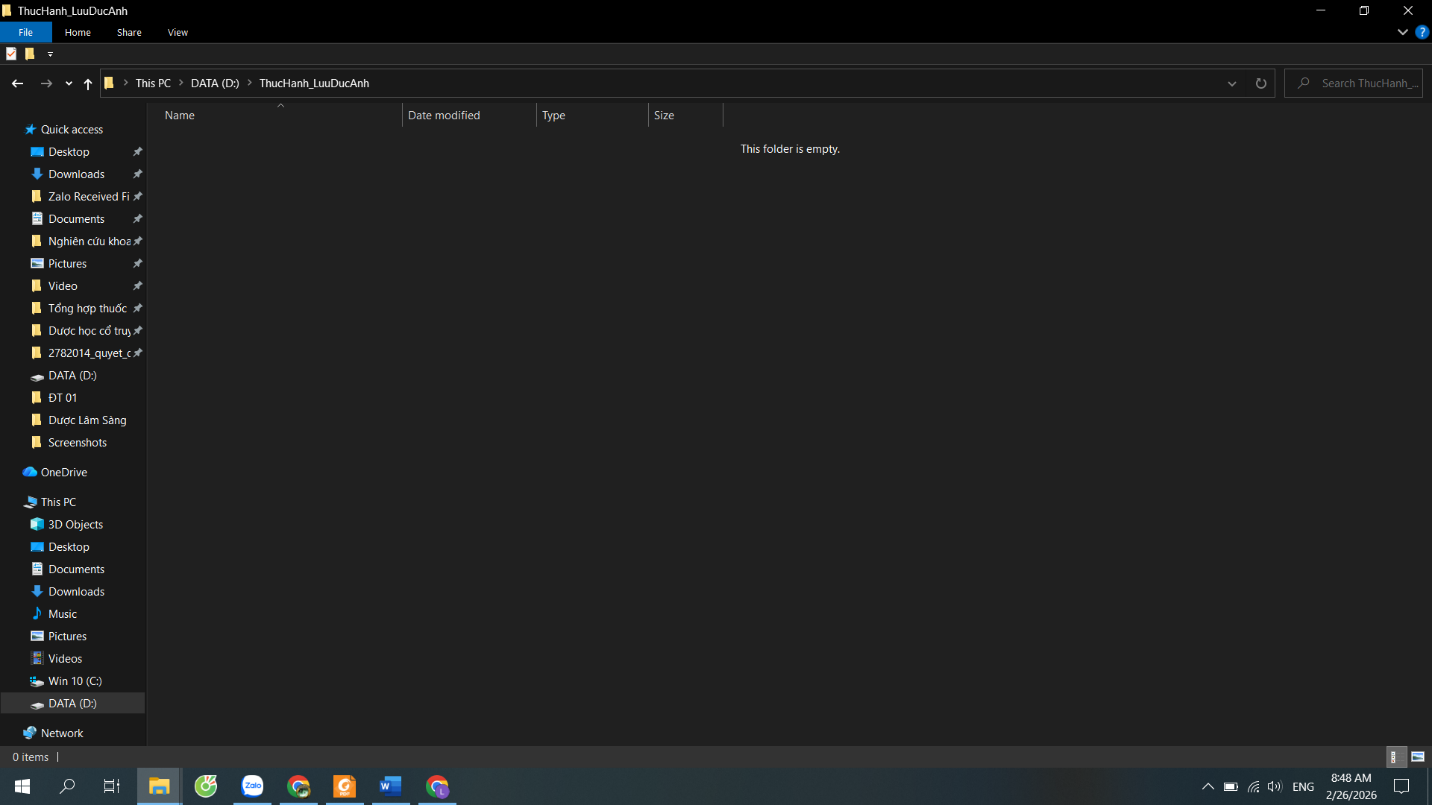 ThucHanh_LuuDucAnh
File Home Share View
This PC DATA (D:) ThucHanh_LuuDucAnh
Search ThucHanh_...
Name Date modified Type Size
This folder is empty.
Quick access
Desktop
Downloads
Zalo Received Fi
Documents
Nghiên cứu khoa
Pictures
Video
Tổng hợp thuốc
Dược học cổ truy
2782014_quyet_c
DATA (D:)
ĐT 01
Dược Lâm Sàng
Screenshots
OneDrive
This PC
3D Objects
Desktop
Documents
Downloads
Music
Pictures
Videos
Win 10 (C:)
DATA (D:)
Network
0 items
Zalo
PDF
W
L
ENG
8:48 AM
2/26/2026